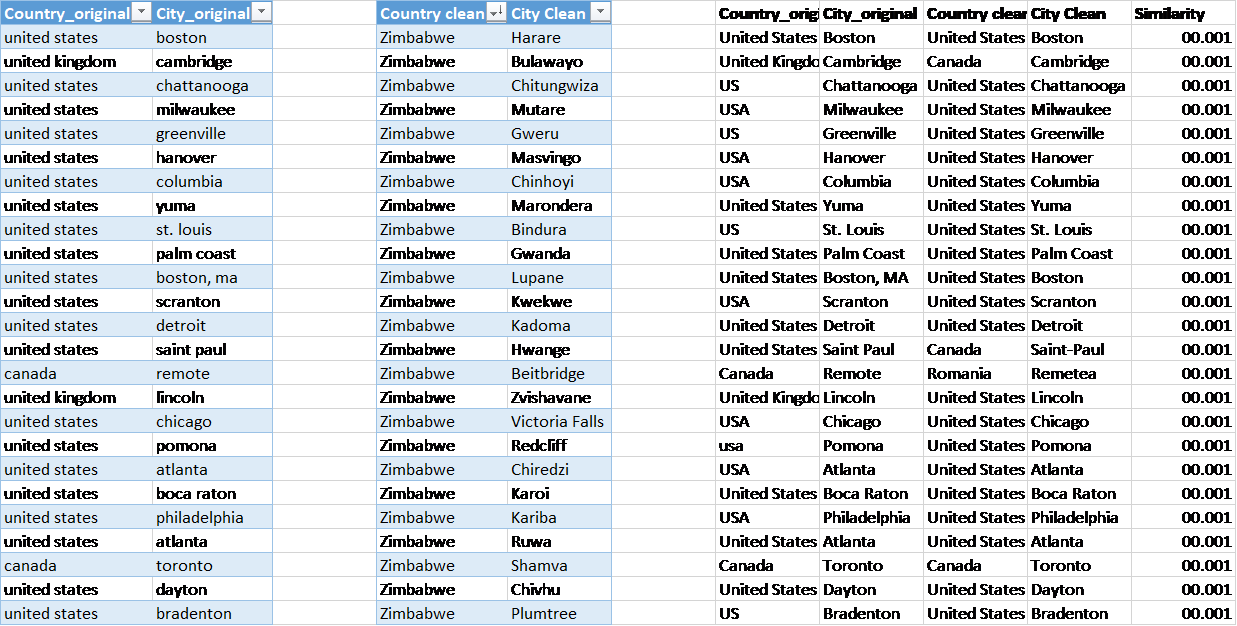 Country_original City_original Country clean City Clean Country_orig City_original Country clear City Clean Similarity
united states boston Zimbabwe Harare United States Boston United States Boston 00.001
united kingdom cambridge Zimbabwe Bulawayo United Kingdo Cambridge Canada Cambridge 00.001
united states chattanooga Zimbabwe Chitungwiza US Chattanooga United States Chattanooga 00.001
united states milwaukee Zimbabwe Mutare USA Milwaukee United States Milwaukee 00.001
united states greenville Zimbabwe Gweru US Greenville United States Greenville 00.001
united states hanover Zimbabwe Masvingo USA Hanover United States Hanover 00.001
united states columbia Zimbabwe Chinhoyi USA Columbia United States Columbia 00.001
united states yuma Zimbabwe Marondera United States Yuma United States Yuma 00.001
united states st. louis Zimbabwe Bindura US St. Louis United States St. Louis 00.001
united states palm coast Zimbabwe Gwanda United States Palm Coast United States Palm Coast 00.001
united states boston, ma Zimbabwe Lupane United States Boston, MA United States Boston 00.001
united states scranton Zimbabwe Kwekwe USA Scranton United States Scranton 00.001
united states detroit Zimbabwe Kadoma United States Detroit United States Detroit 00.001
united states saint paul Zimbabwe Hwange United States Saint Paul Canada Saint-Paul 00.001
canada remote Zimbabwe Beitbridge Canada Remote Romania Remetea 00.001
united kingdom lincoln Zimbabwe Zvishavane United Kingdo Lincoln United States Lincoln 00.001
united states chicago Zimbabwe Victoria Falls USA Chicago United States Chicago 00.001
united states pomona Zimbabwe Redcliff usa Pomona United States Pomona 00.001
united states atlanta Zimbabwe Chiredzi USA Atlanta United States Atlanta 00.001
united states boca raton Zimbabwe Karoi United States Boca Raton United States Boca Raton 00.001
united states philadelphia Zimbabwe Kariba USA Philadelphia United States Philadelphia 00.001
united states atlanta Zimbabwe Ruwa United States Atlanta United States Atlanta 00.001
canada toronto Zimbabwe Shamva Canada Toronto Canada Toronto 00.001
united states dayton Zimbabwe Chivhu United States Dayton United States Dayton 00.001
united states bradenton Zimbabwe Plumtree US Bradenton United States Bradenton 00.001